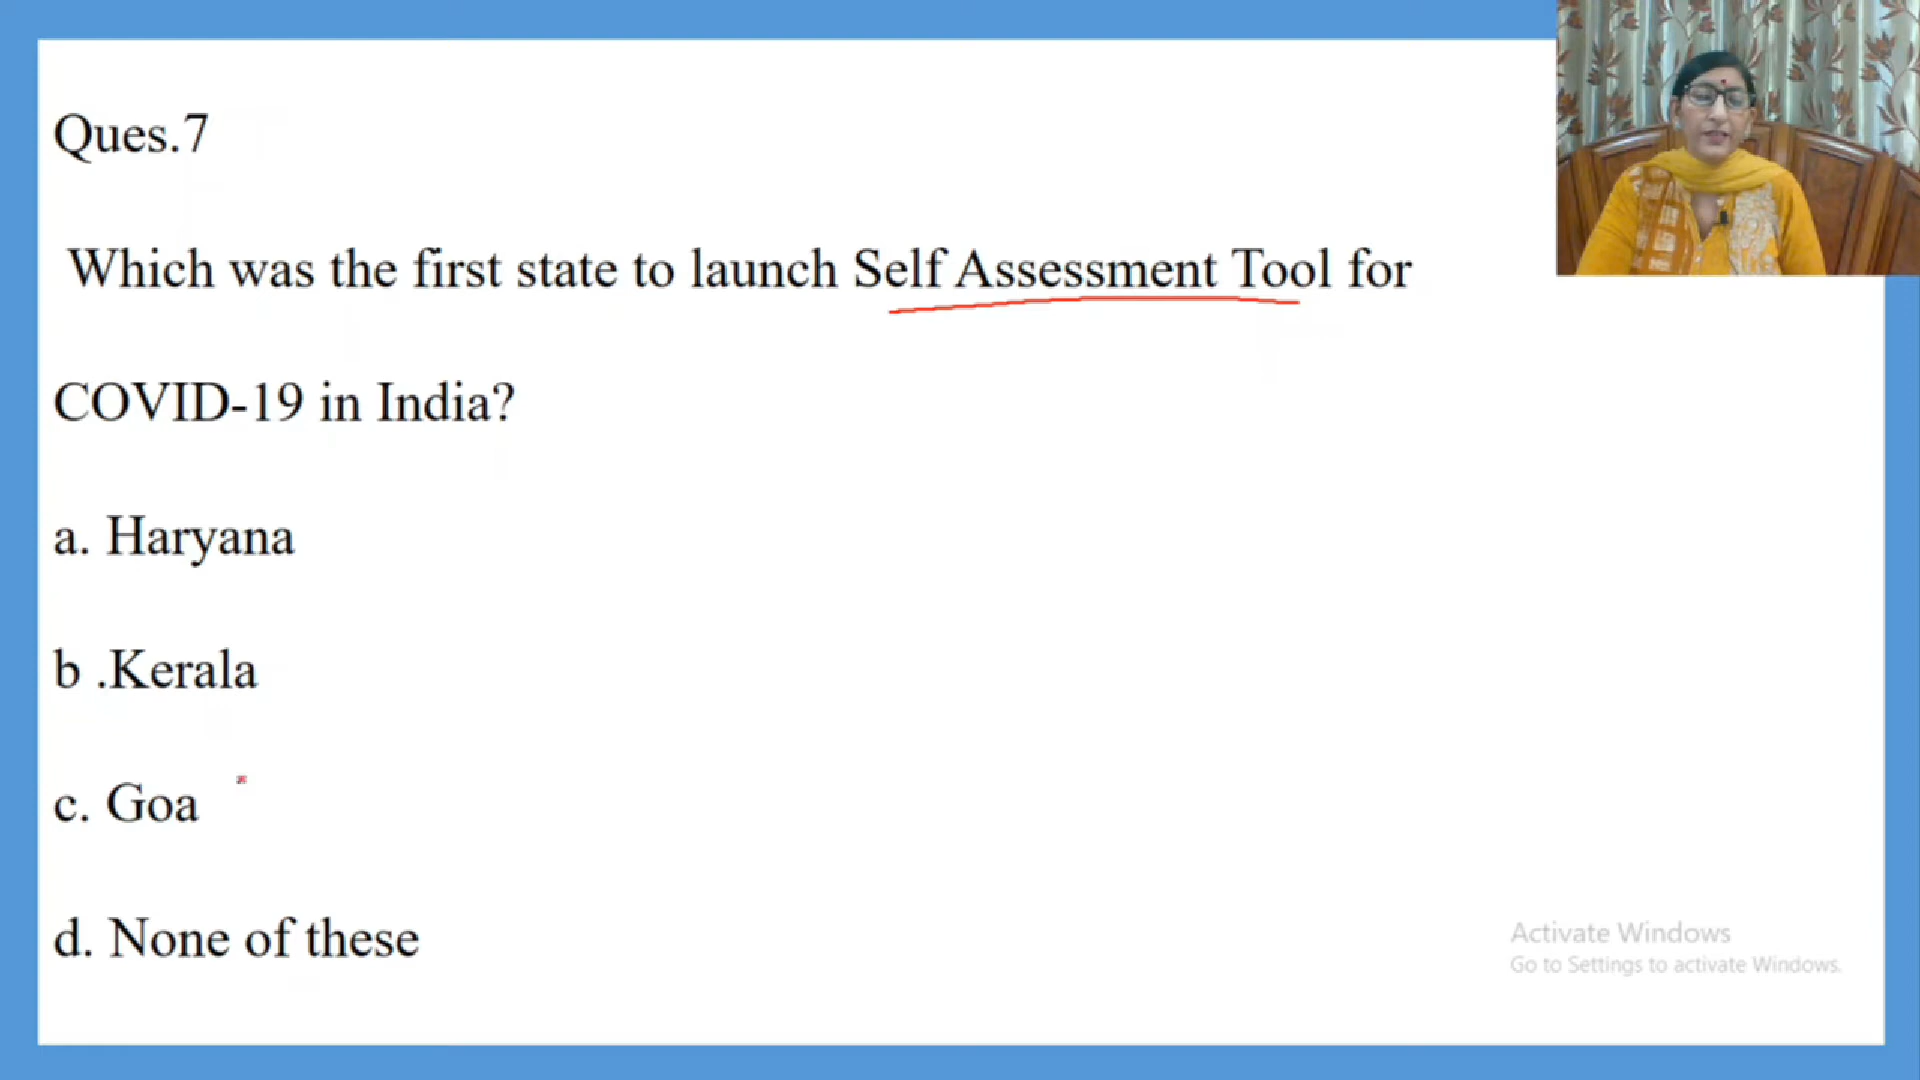 Ques.7
Which was the first state to launch Self Assessment Tool for
COVID-19 in India?
a. Haryana
b .Kerala
c. Goa
d. None of these
Activate Windows
Go to Settings to activate Windows.